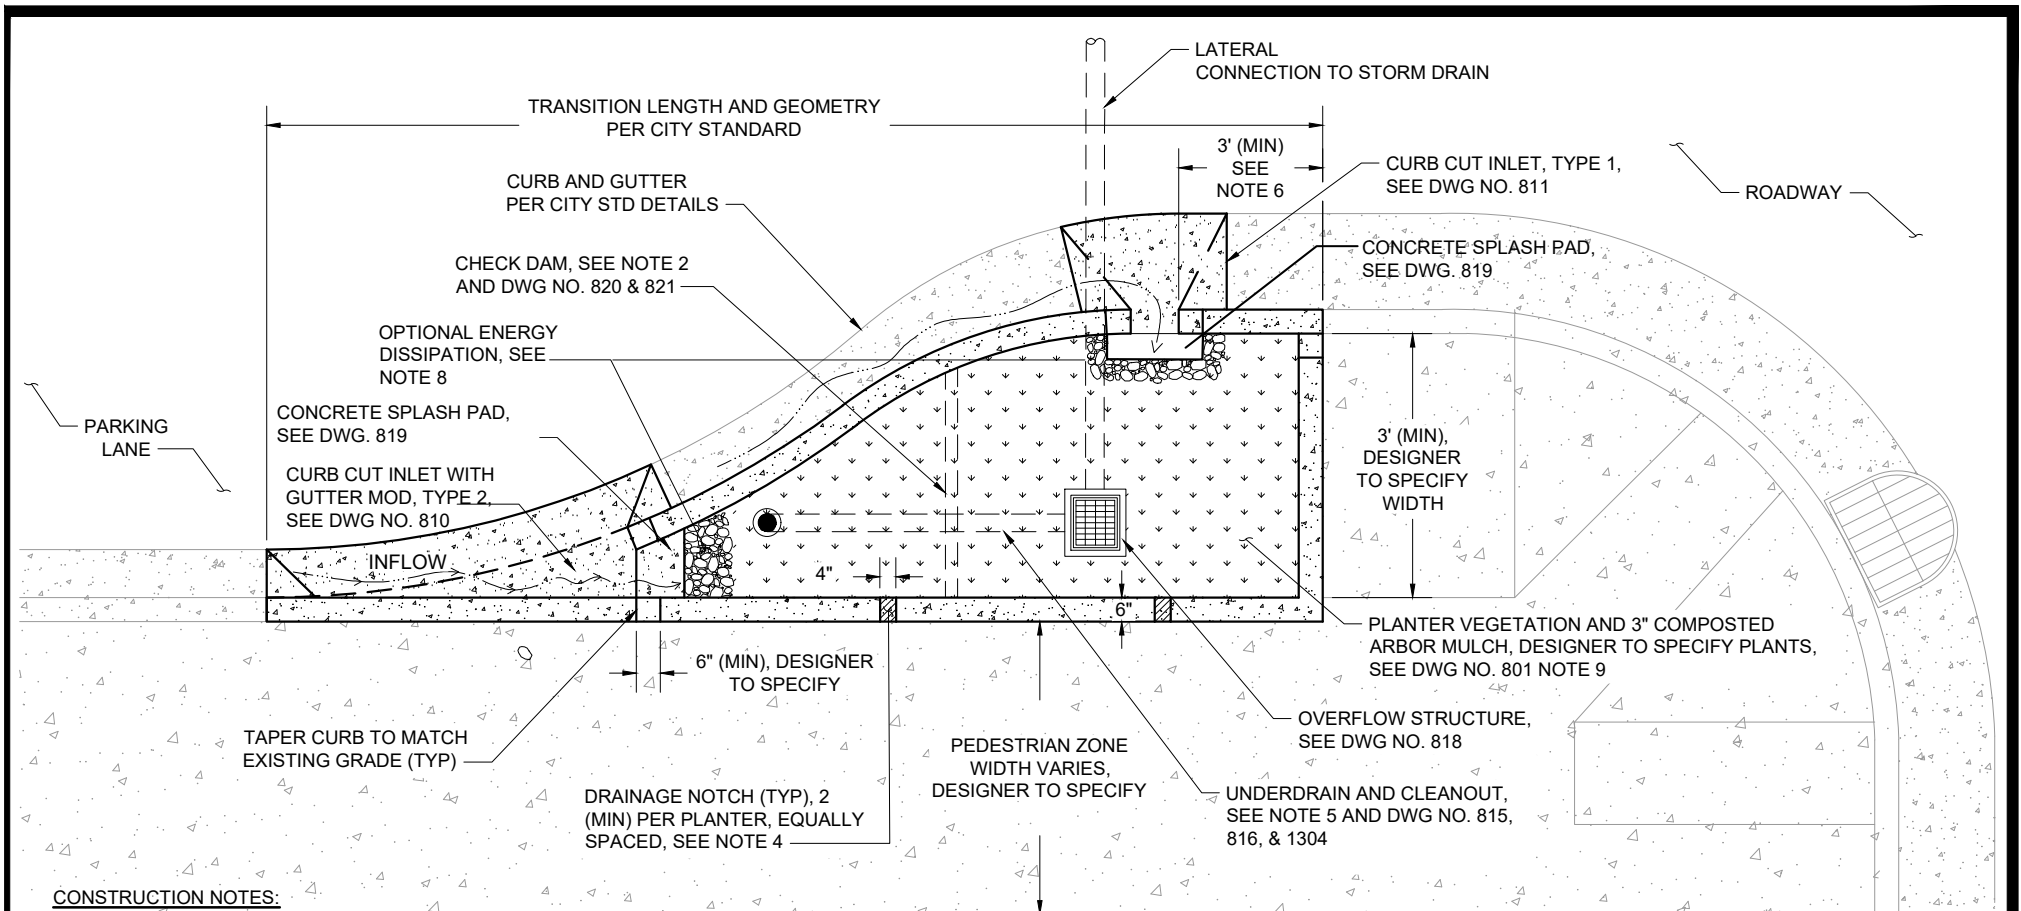 LATERAL
CONNECTION TO STORM DRAIN
TRANSITION LENGTH AND GEOMETRY
PER CITY STANDARD
3' (MIN)
SEE
NOTE 6
CURB CUT INLET, TYPE 1,
SEE DWG NO. 811
ROADWAY
CURB AND GUTTER
PER CITY STD DETAILS
CONCRETE SPLASH PAD,
SEE DWG. 819
CHECK DAM, SEE NOTE 2
AND DWG NO. 820 & 821
OPTIONAL ENERGY
DISSIPATION, SEE
NOTE 8
PARKING
LANE
CONCRETE SPLASH PAD,
SEE DWG. 819
3' (MIN),
DESIGNER
TO SPECIFY
WIDTH
CURB CUT INLET WITH
GUTTER MOD, TYPE 2,
SEE DWG NO. 810
INFLOW
4"
6"
PLANTER VEGETATION AND 3" COMPOSTED
ARBOR MULCH, DESIGNER TO SPECIFY PLANTS,
SEE DWG NO. 801 NOTE 9
6" (MIN), DESIGNER
TO SPECIFY
OVERFLOW STRUCTURE,
SEE DWG NO. 818
TAPER CURB TO MATCH
EXISTING GRADE (TYP)
PEDESTRIAN ZONE
WIDTH VARIES,
DESIGNER TO SPECIFY
DRAINAGE NOTCH (TYP), 2
(MIN) PER PLANTER, EQUALLY
SPACED, SEE NOTE 4
UNDERDRAIN AND CLEANOUT,
SEE NOTE 5 AND DWG NO. 815,
816, & 1304
CONSTRUCTION NOTES: